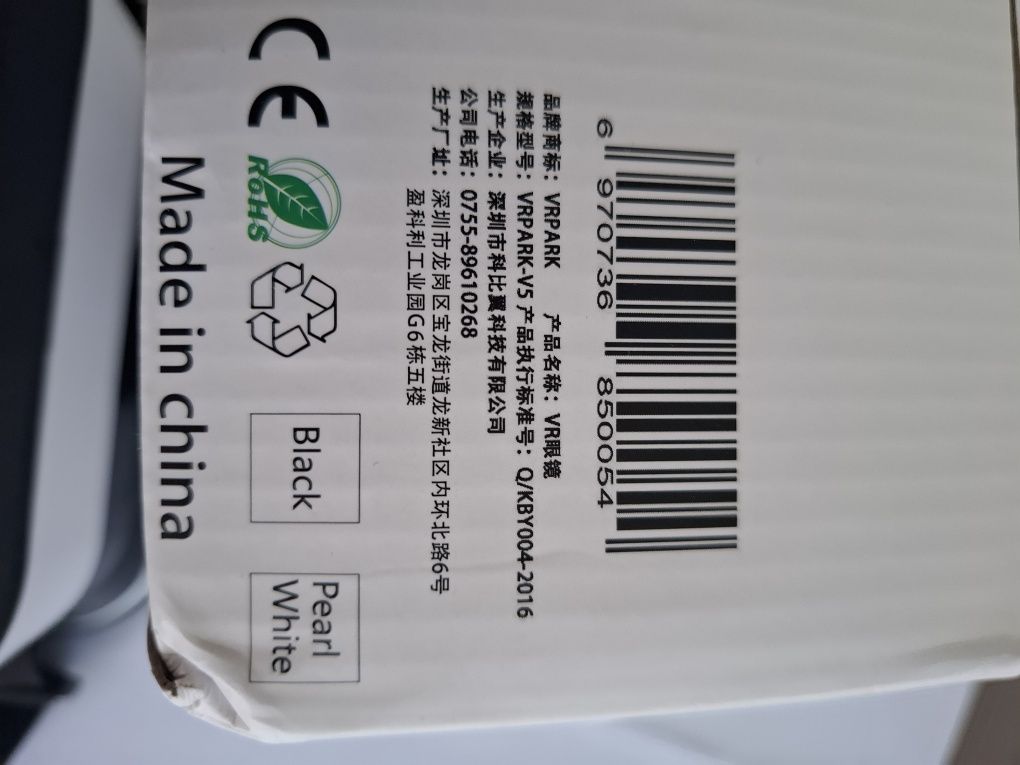 6 970736 850054
品牌商标：VRPARK 产品名称：VR眼镜
规格型号：VRPARK-V5 产品执行标准号：Q/KBY004-2016
生产企业：深圳市科比翼科技有限公司
公司电话：0755-89610268
生产厂址：深圳市龙岗区宝龙街道龙新社区内环北路6号
盈科利工业园G6栋五楼
CE
RoHS
Black
Pearl
White
Made in china